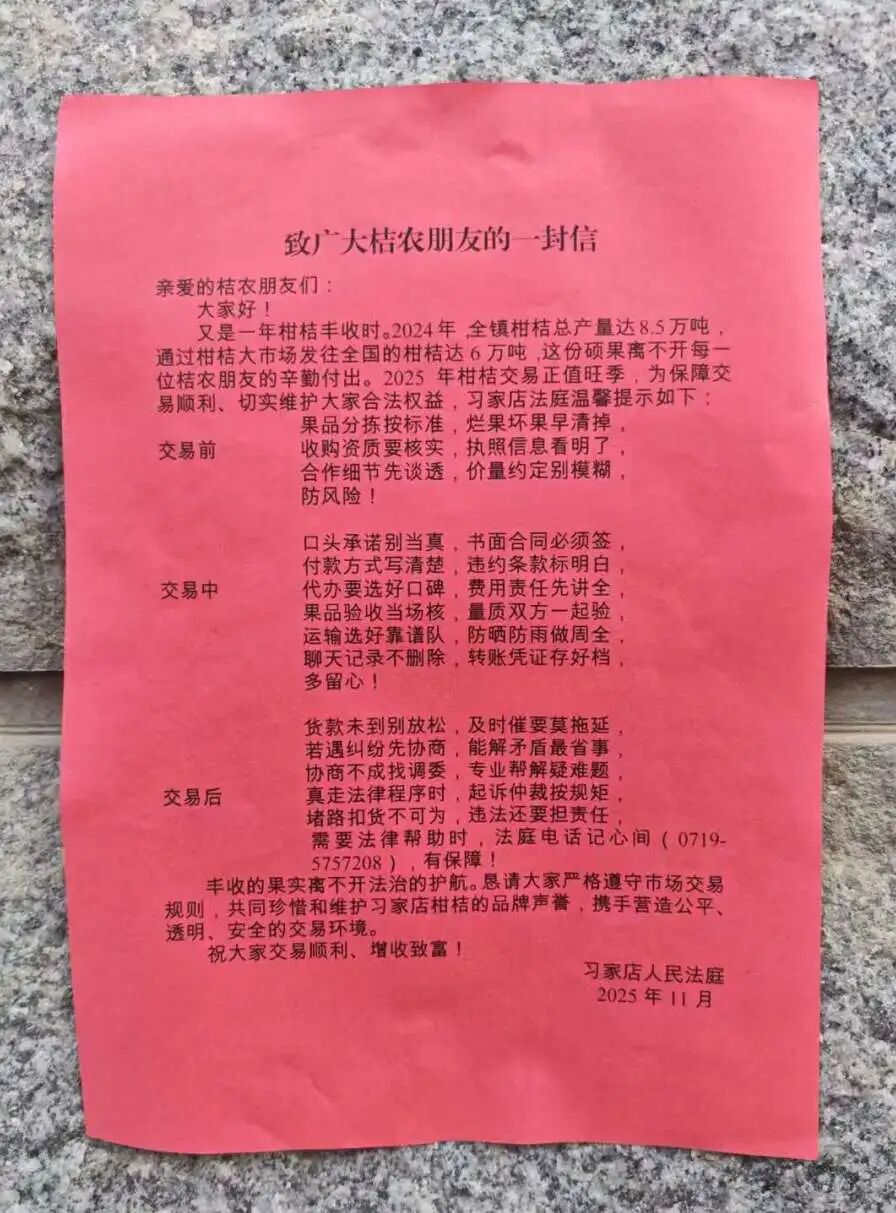 致广大桔农朋友的一封信
亲爱的桔农朋友们：
大家好！
又是一年柑桔丰收时。2024年，全镇柑桔总产量达8.5万吨，
通过柑桔大市场发往全国的柑桔达6万吨，这份硕果离不开每一
位桔农朋友的辛勤付出。2025 年柑桔交易正值旺季，为保障交
易顺利、切实维护大家合法权益，习家店法庭温馨提示如下：
果品分拣按标准，烂果坏果早清掉，
交易前 收购资质要核实，执照信息看明了，
合作细节先谈透，价量约定别模糊，
防风险！
口头承诺别当真，书面合同必须签，
付款方式写清楚，违约条款标明白，
交易中 代办要选好口碑，费用责任先讲全，
果品验收当场核，量质双方一起验，
运输选好靠谱队，防晒防雨做周全，
聊天记录不删除，转账凭证存好档，
多留心！
货款未到别放松，及时催要莫拖延，
若遇纠纷先协商，能解矛盾最省事，
协商不成找调委，专业帮解疑难题，
交易后 真走法律程序时，起诉仲裁按规矩，
堵路扣货不可为，违法还要担责任，
需要法律帮助时，法庭电话记心间（0719-
5757208），有保障！
丰收的果实离不开法治的护航。恳请大家严格遵守市场交易
规则，共同珍惜和维护习家店柑桔的品牌声誉，携手营造公平、
透明、安全的交易环境。
祝大家交易顺利、增收致富！
习家店人民法庭
2025年11月